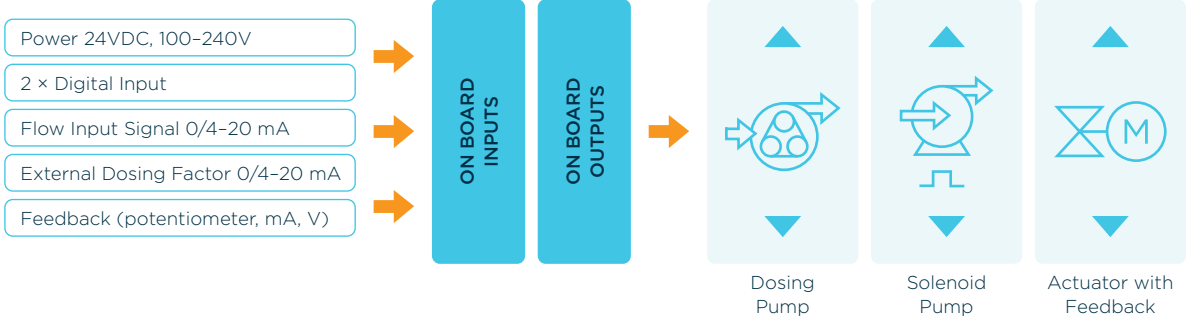 Power 24VDC, 100–240V
2 × Digital Input
Flow Input Signal 0/4–20 mA
External Dosing Factor 0/4–20 mA
Feedback (potentiometer, mA, V)
ON BOARD
INPUTS
ON BOARD
OUTPUTS
M
Dosing
Pump
Solenoid
Pump
Actuator with
Feedback